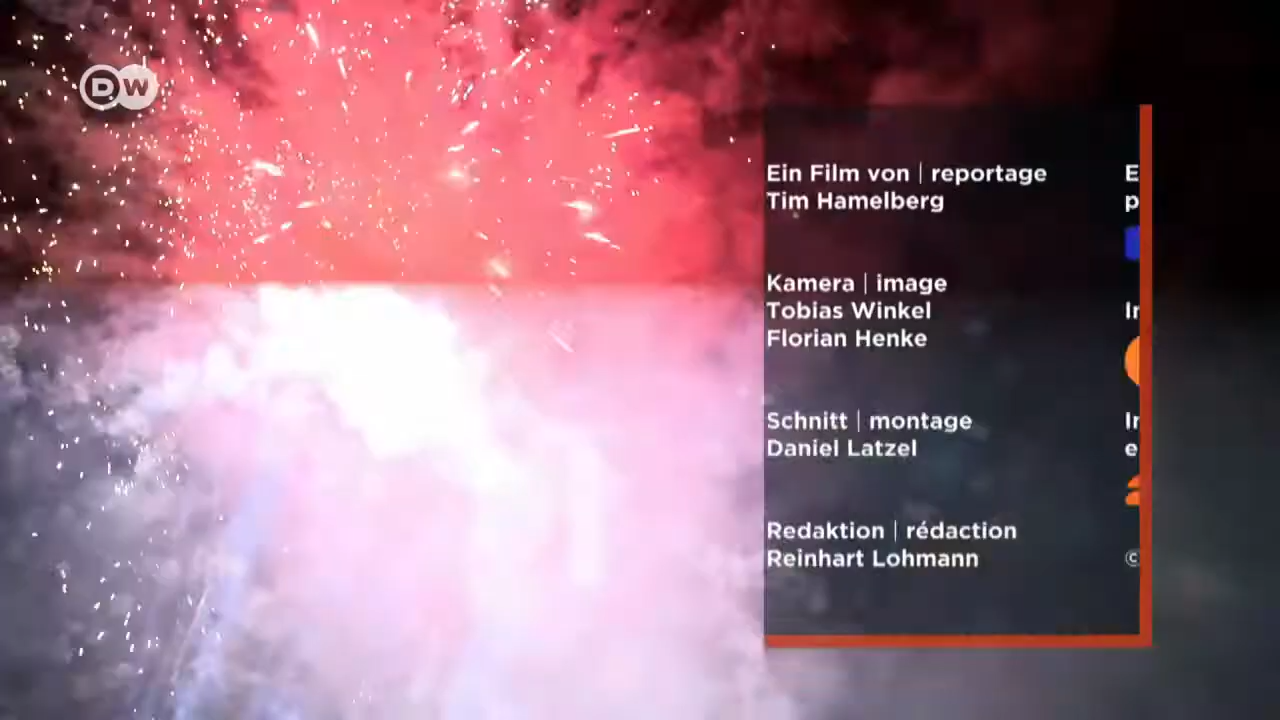 DW
Ein Film von | reportage
Tim Hamelberg
Kamera | image
Tobias Winkel
Florian Henke
Schnitt | montage
Daniel Latzel
Redaktion | rédaction
Reinhart Lohmann
©